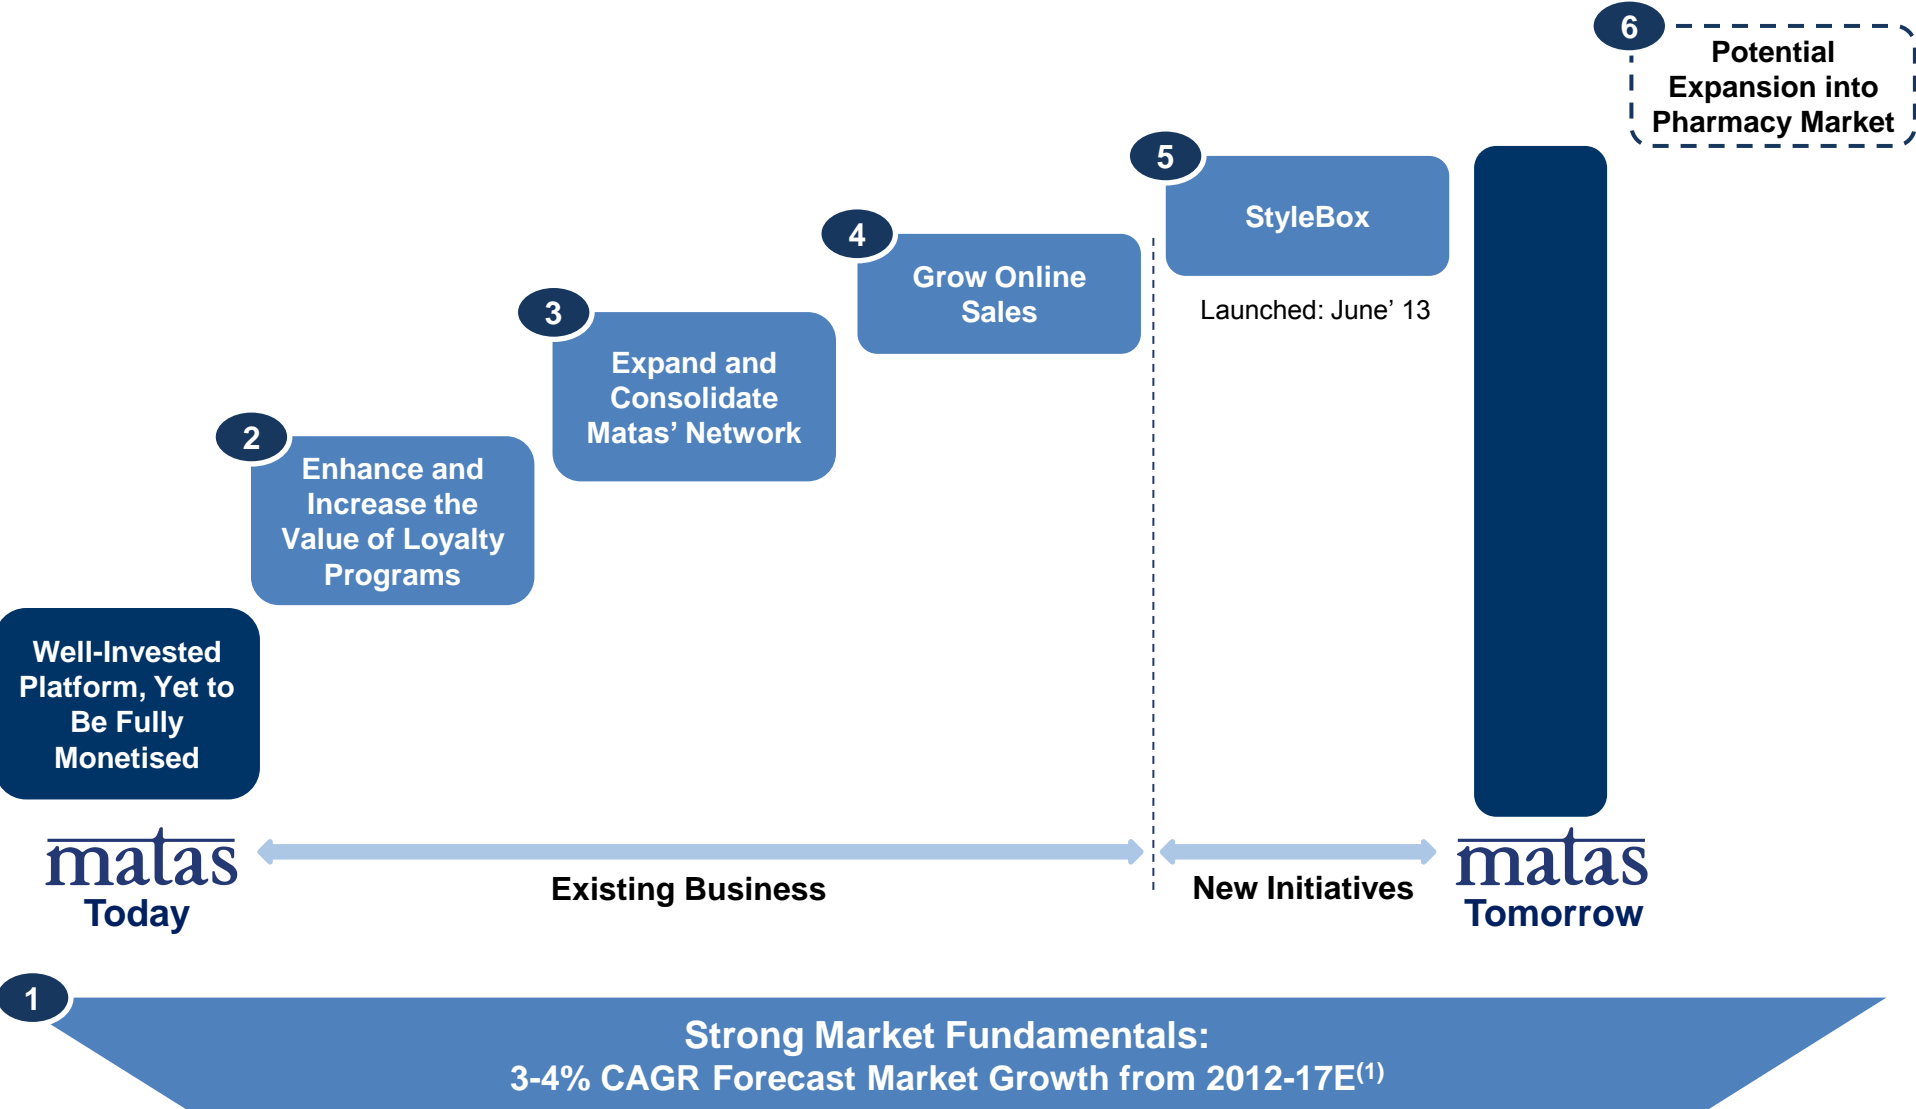 6
Potential
Expansion into
Pharmacy Market
5
StyleBox
Launched: June’ 13
4
Grow Online
Sales
3
Expand and
Consolidate
Matas’ Network
2
Enhance and
Increase the
Value of Loyalty
Programs
Well-Invested
Platform, Yet to
Be Fully
Monetised
matas
Today
Existing Business
New Initiatives
matas
Tomorrow
1
Strong Market Fundamentals:
3-4% CAGR Forecast Market Growth from 2012-17E(1)